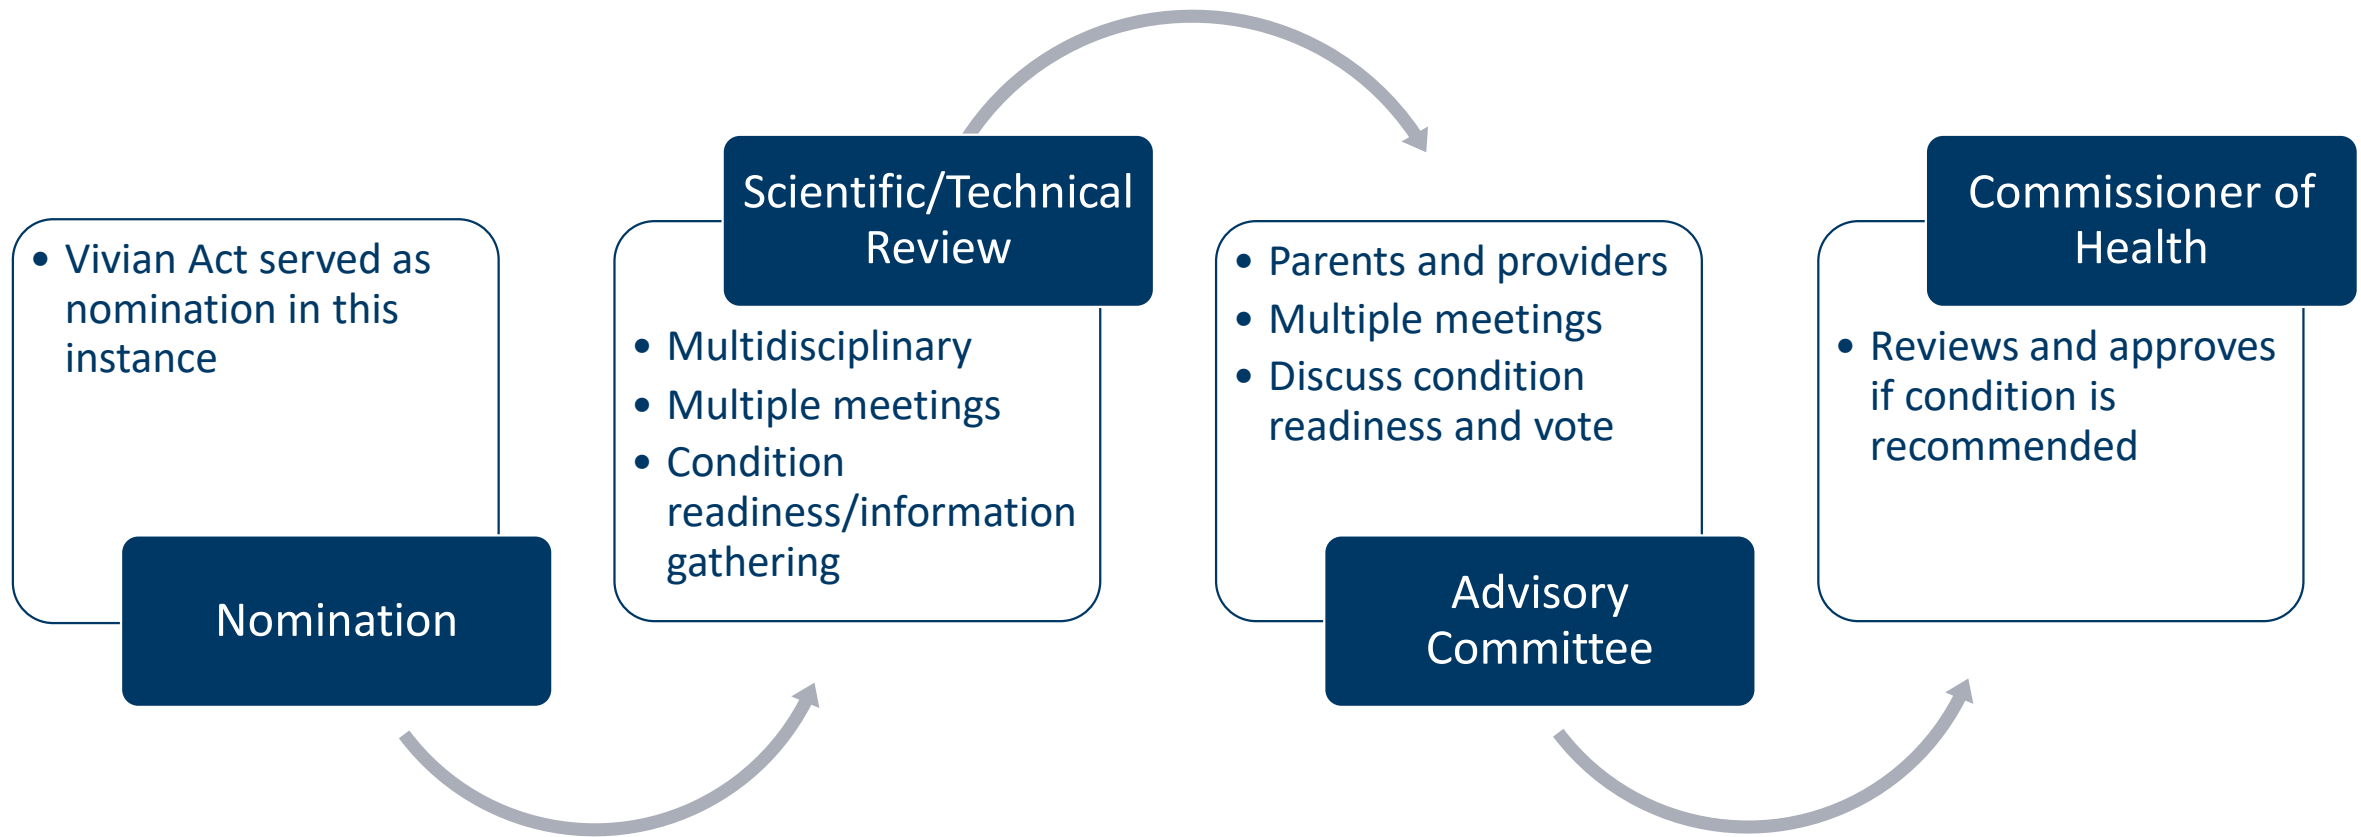 • Vivian Act served as
nomination in this
instance
Nomination
Scientific/Technical
Review
• Multidisciplinary
• Multiple meetings
• Condition
readiness/information
gathering
• Parents and providers
• Multiple meetings
• Discuss condition
readiness and vote
Advisory
Committee
Commissioner of
Health
• Reviews and approves
if condition is
recommended